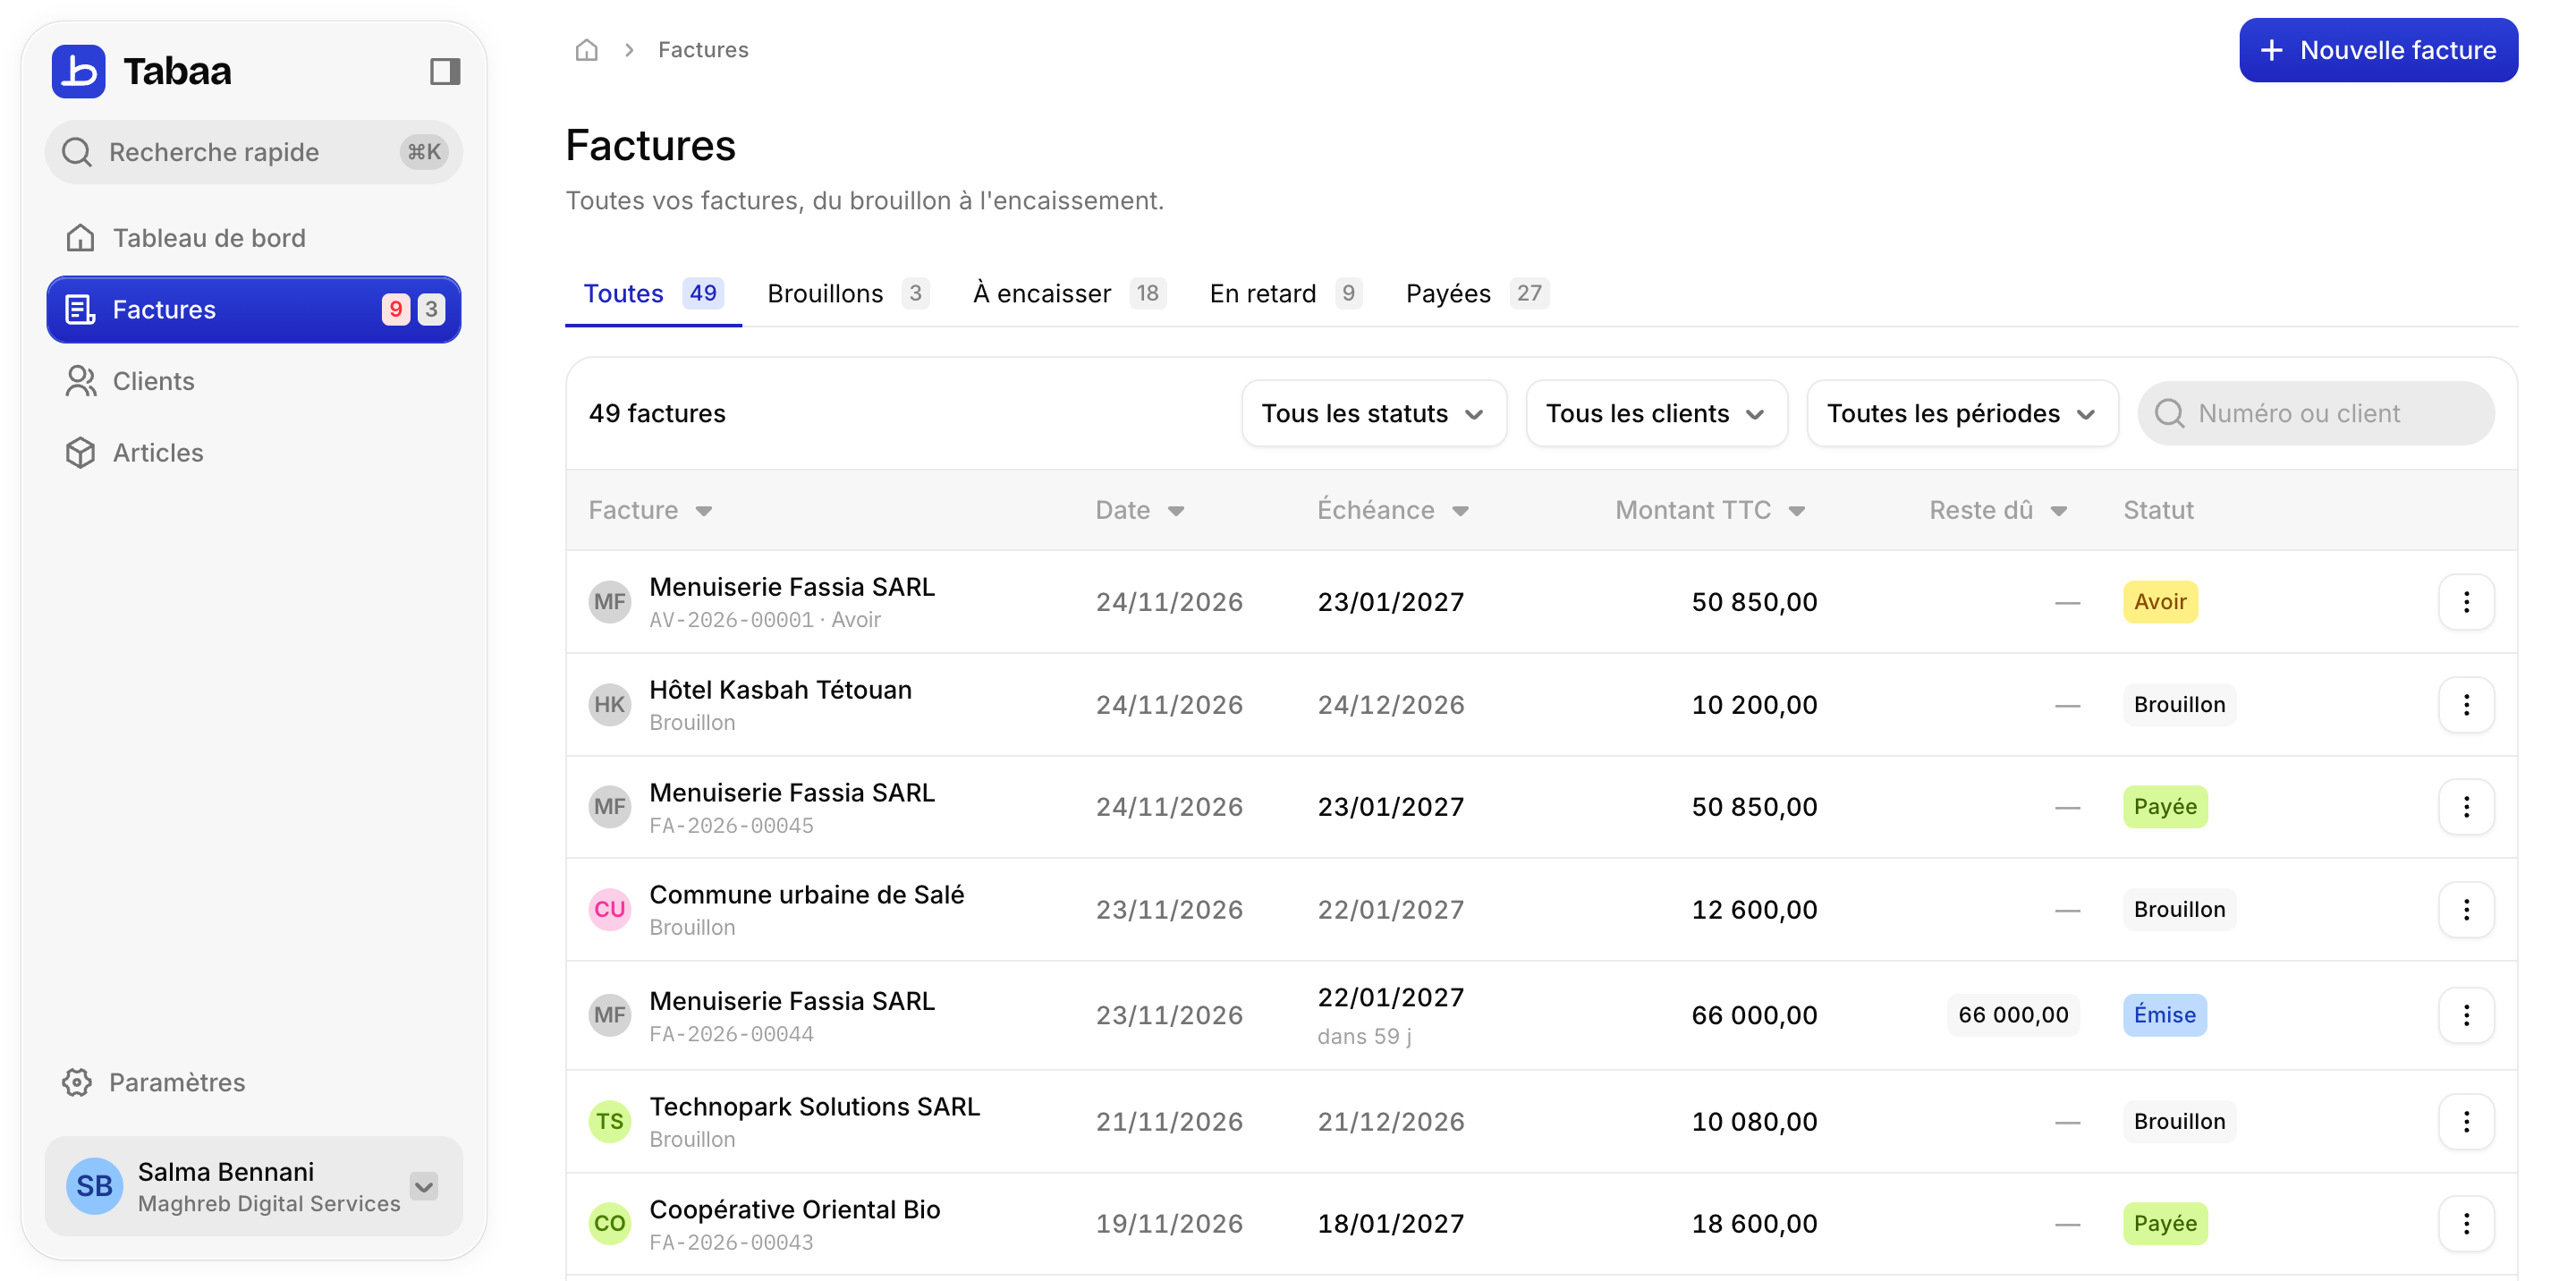 Tabaa
Recherche rapide ⌘K
Tableau de bord
Factures 9 3
Clients
Articles
Paramètres
SB Salma Bennani
Maghreb Digital Services
Factures
+ Nouvelle facture
Factures
Toutes vos factures, du brouillon à l'encaissement.
Toutes 49 Brouillons 3 À encaisser 18 En retard 9 Payées 27
49 factures Tous les statuts Tous les clients Toutes les périodes Numéro ou client
Facture Date Échéance Montant TTC Reste dû Statut
MF Menuiserie Fassia SARL 24/11/2026 23/01/2027 50 850,00 — Avoir
AV-2026-00001 · Avoir
HK Hôtel Kasbah Tétouan 24/11/2026 24/12/2026 10 200,00 — Brouillon
Brouillon
MF Menuiserie Fassia SARL 24/11/2026 23/01/2027 50 850,00 — Payée
FA-2026-00045
CU Commune urbaine de Salé 23/11/2026 22/01/2027 12 600,00 — Brouillon
Brouillon
MF Menuiserie Fassia SARL 23/11/2026 22/01/2027 66 000,00 66 000,00 Émise
FA-2026-00044 dans 59 j
TS Technopark Solutions SARL 21/11/2026 21/12/2026 10 080,00 — Brouillon
Brouillon
CO Coopérative Oriental Bio 19/11/2026 18/01/2027 18 600,00 — Payée
FA-2026-00043